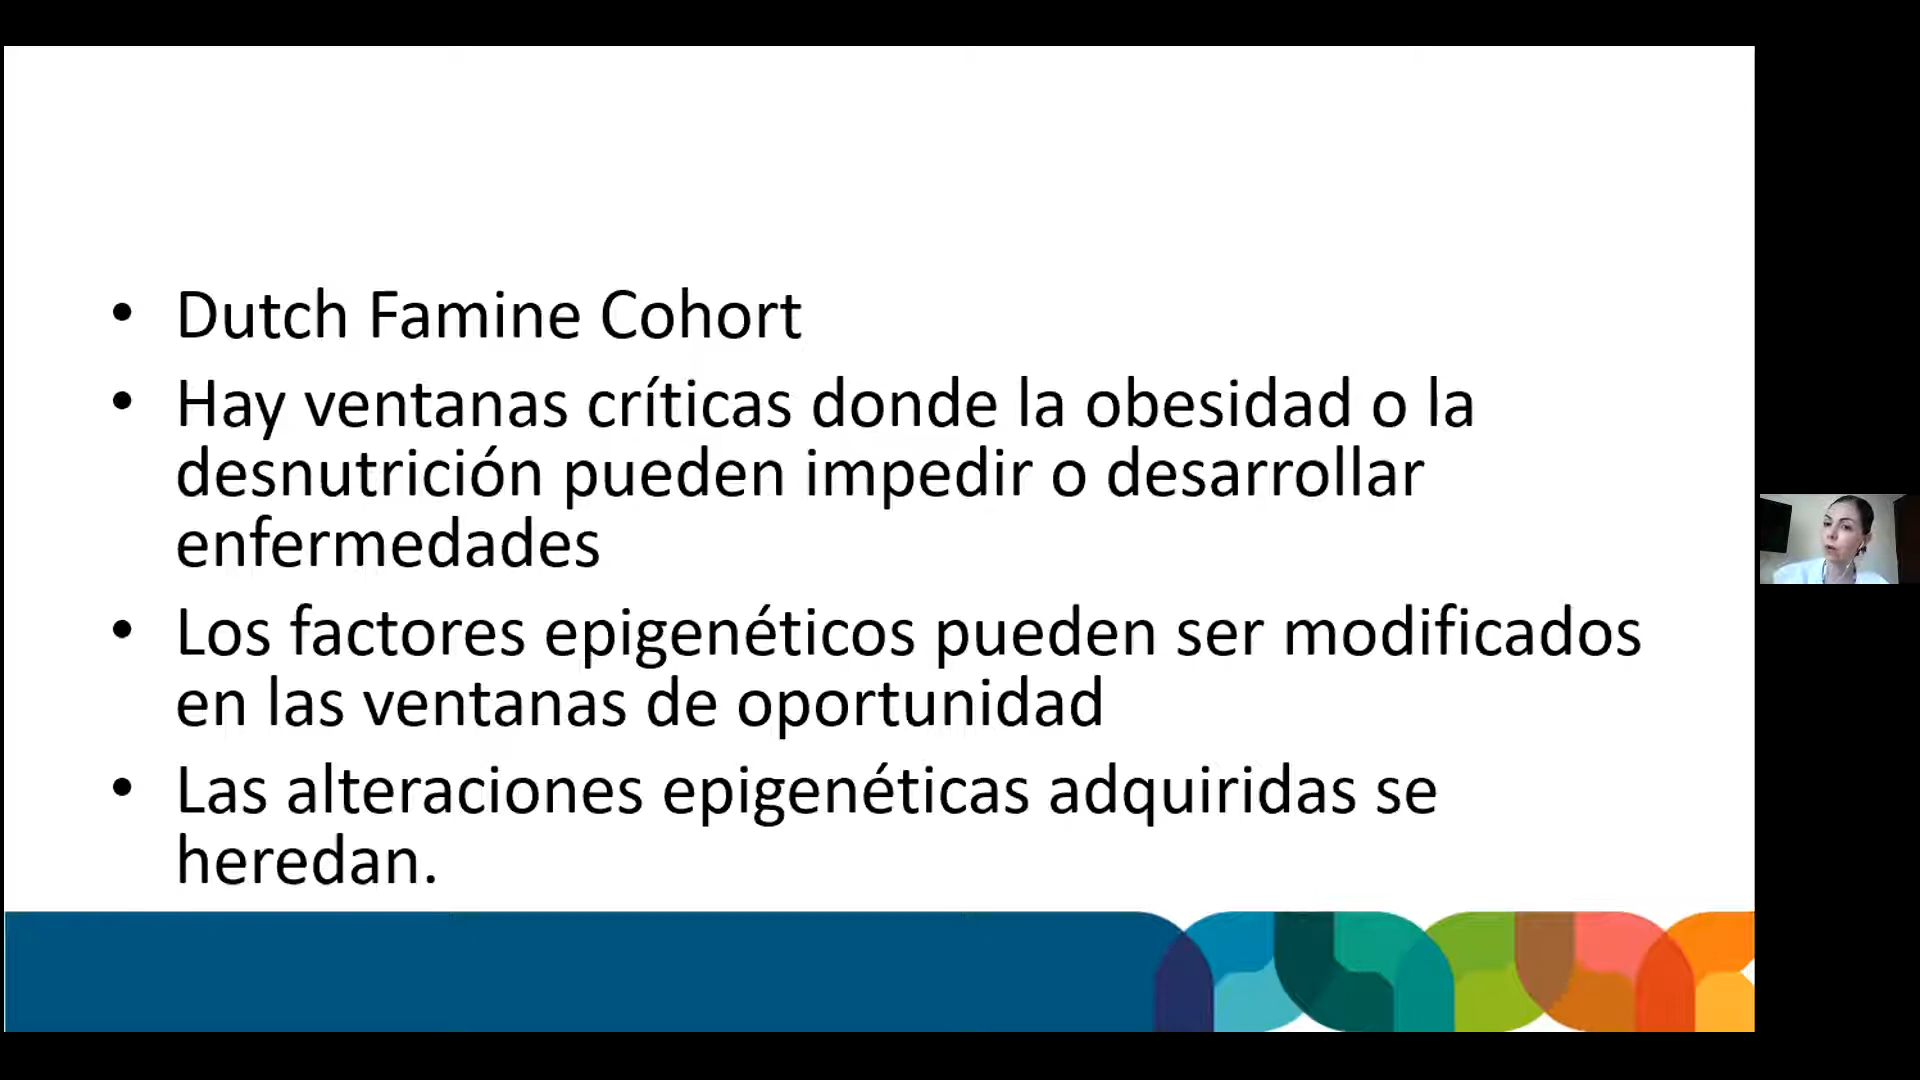 • Dutch Famine Cohort
• Hay ventanas críticas donde la obesidad o la
desnutrición pueden impedir o desarrollar
enfermedades
• Los factores epigenéticos pueden ser modificados
en las ventanas de oportunidad
• Las alteraciones epigenéticas adquiridas se
heredan.